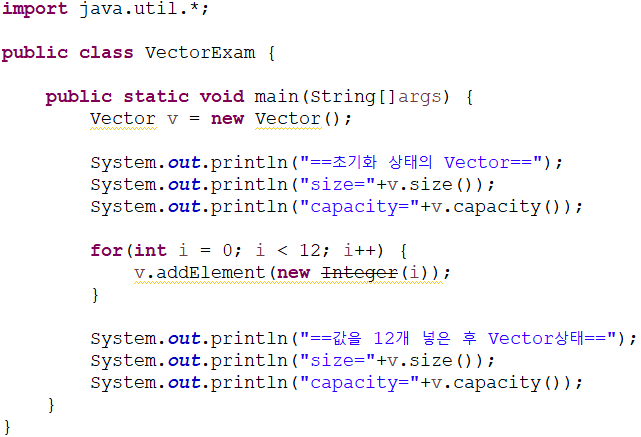 import java.util.*;
public class VectorExam {
public static void main(String[]args) {
Vector v = new Vector();
System.out.println("==초기화 상태의 Vector==");
System.out.println("size="+v.size());
System.out.println("capacity="+v.capacity());
for(int i = 0; i < 12; i++) {
v.addElement(new Integer(i));
}
System.out.println("==값을 12개 넣은 후 Vector상태==");
System.out.println("size="+v.size());
System.out.println("capacity="+v.capacity());
}
}